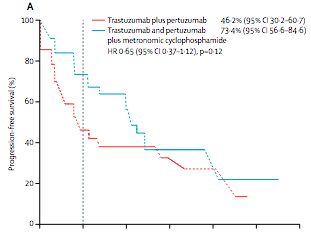 A
Trastuzumab plus pertuzumab 46·2% (95% CI 30·2–60·7)
Trastuzumab and pertuzumab 73·4% (95% CI 56·6–84·6)
plus metronomic cyclophosphamide
HR 0·65 (95% CI 0·37–1·12), p=0·12
Progression-free survival (%)
100
80
60
40
20
0